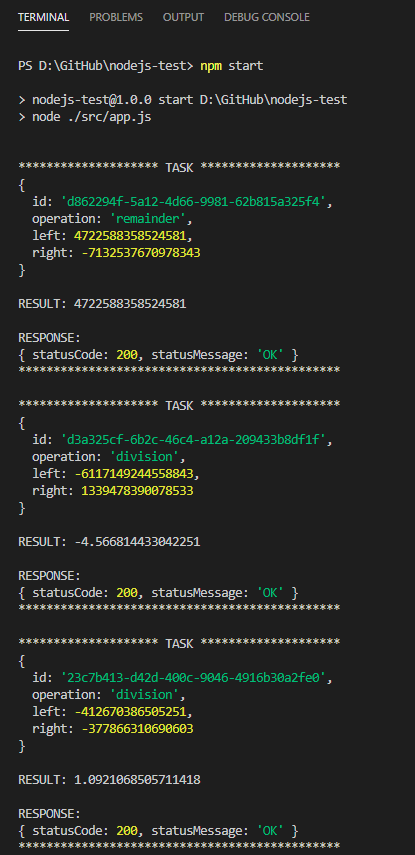 TERMINAL PROBLEMS OUTPUT DEBUG CONSOLE
PS D:\GitHub\nodejs-test> npm start
> nodejs-test@1.0.0 start D:\GitHub\nodejs-test
> node ./src/app.js
******************** TASK ********************
{
id: 'd862294f-5a12-4d66-9981-62b815a325f4',
operation: 'remainder',
left: 4722588358524581,
right: -7132537670978343
}
RESULT: 4722588358524581
RESPONSE:
{ statusCode: 200, statusMessage: 'OK' }
**********************************************
******************** TASK ********************
{
id: 'd3a325cf-6b2c-46c4-a12a-209433b8df1f',
operation: 'division',
left: -6117149244558843,
right: 1339478390078533
}
RESULT: -4.566814433042251
RESPONSE:
{ statusCode: 200, statusMessage: 'OK' }
**********************************************
******************** TASK ********************
{
id: '23c7b413-d42d-400c-9046-4916b30a2fe0',
operation: 'division',
left: -412670386505251,
right: -377866310690603
}
RESULT: 1.0921068505711418
RESPONSE:
{ statusCode: 200, statusMessage: 'OK' }
**********************************************